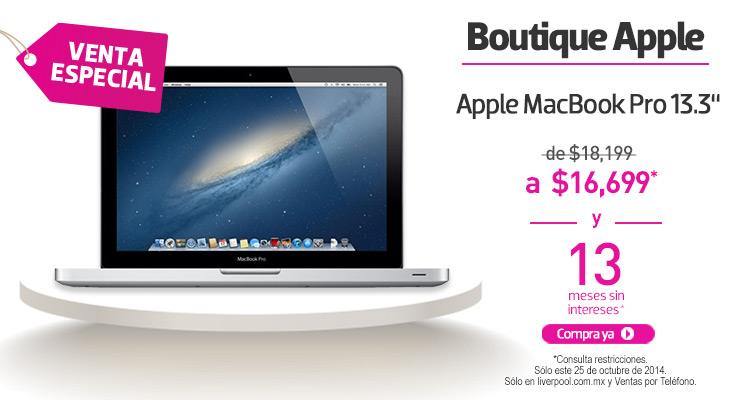 VENTA
ESPECIAL
Boutique Apple
Apple MacBook Pro 13.3"
de $18,199
a $16,699*
y
13
meses sin
intereses*
Compra ya
*Consulta restricciones.
Sólo este 25 de octubre de 2014.
Sólo en liverpool.com.mx y Ventas por Teléfono.
MacBook Pro